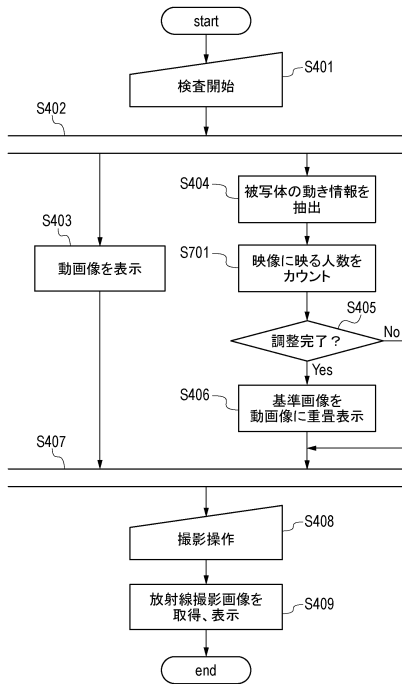 start
S401
検査開始
S402
S404
被写体の動き情報を
抽出
S403
動画像を表示
S701
映像に映る人数を
カウント
S405
調整完了？
No
Yes
S406
基準画像を
動画像に重畳表示
S407
S408
撮影操作
S409
放射線撮影画像を
取得、表示
end